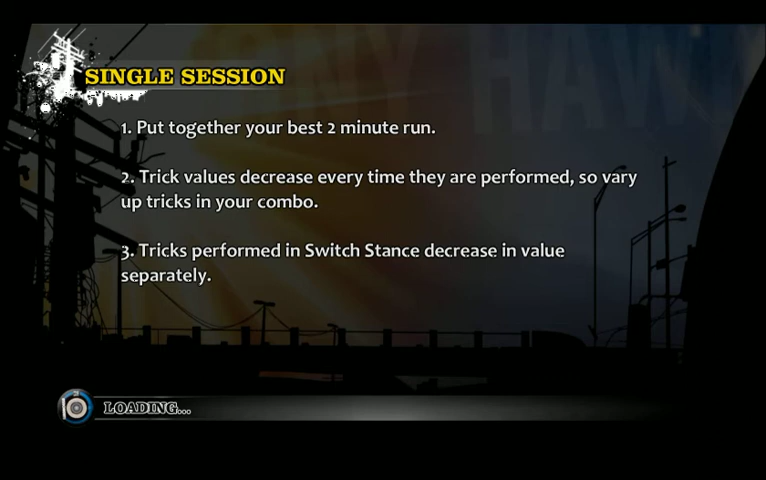 SINGLE SESSION
1. Put together your best 2 minute run.
2. Trick values decrease every time they are performed, so vary
up tricks in your combo.
3. Tricks performed in Switch Stance decrease in value
separately.
LOADING...